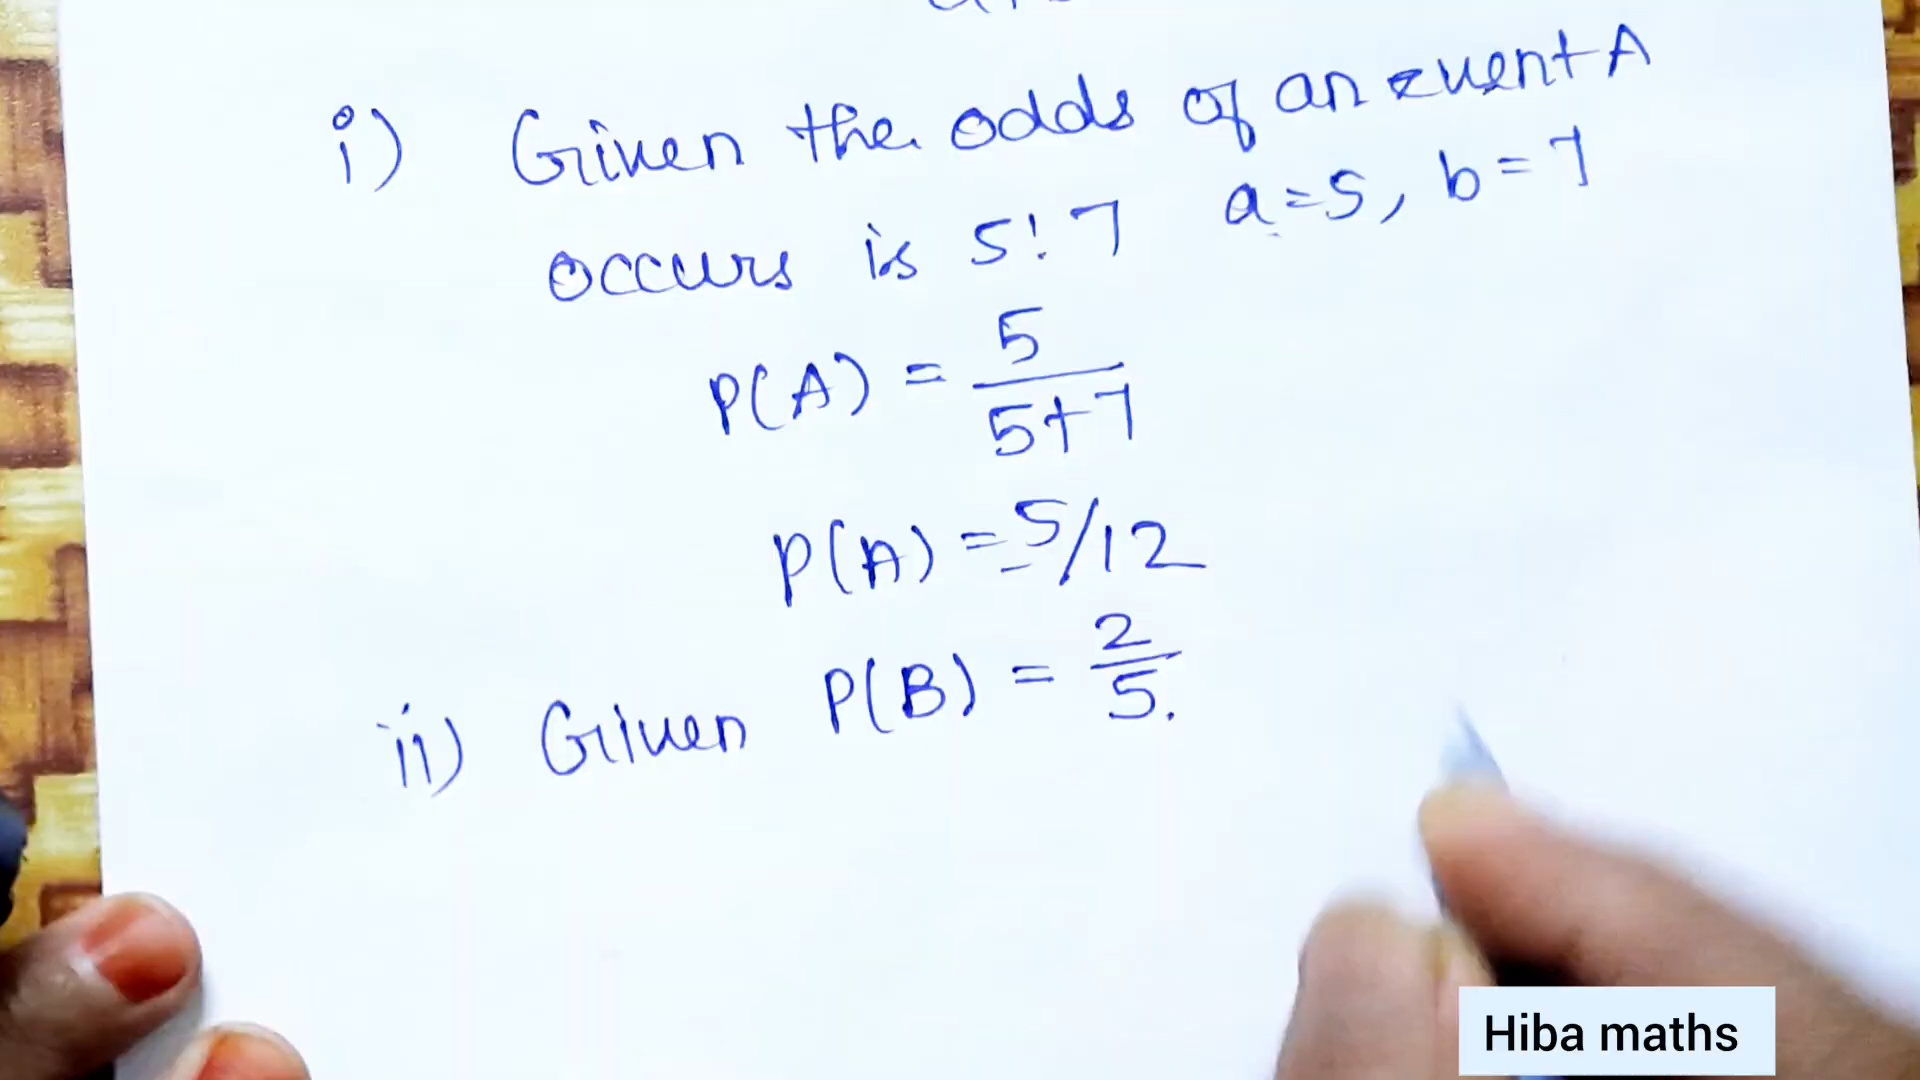 i) Given the odds of an event A
occurs is 5:7 a=5, b=7
P(A) = 5/5+7
P(A) = 5/12
ii) Given P(B) = 2/5.
Hiba maths